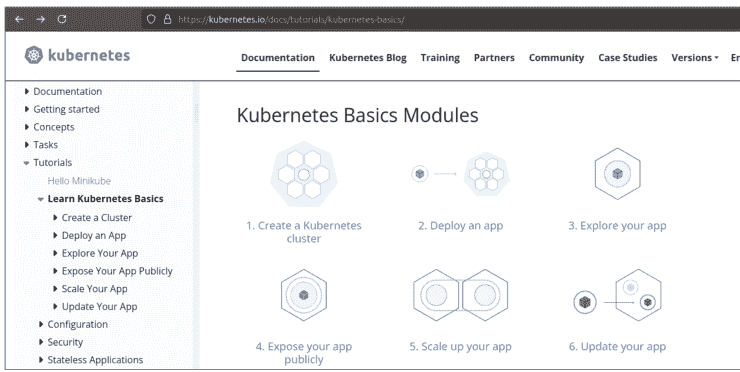 https://kubernetes.io/docs/tutorials/kubernetes-basics/
kubernetes
Documentation Kubernetes Blog Training Partners Community Case Studies Versions En
Documentation
Getting started
Concepts
Tasks
Tutorials
Hello Minikube
Learn Kubernetes Basics
Create a Cluster
Deploy an App
Explore Your App
Expose Your App Publicly
Scale Your App
Update Your App
Configuration
Security
Stateless Applications
Kubernetes Basics Modules
1. Create a Kubernetes
cluster
2. Deploy an app
3. Explore your app
4. Expose your app
publicly
5. Scale up your app
6. Update your app